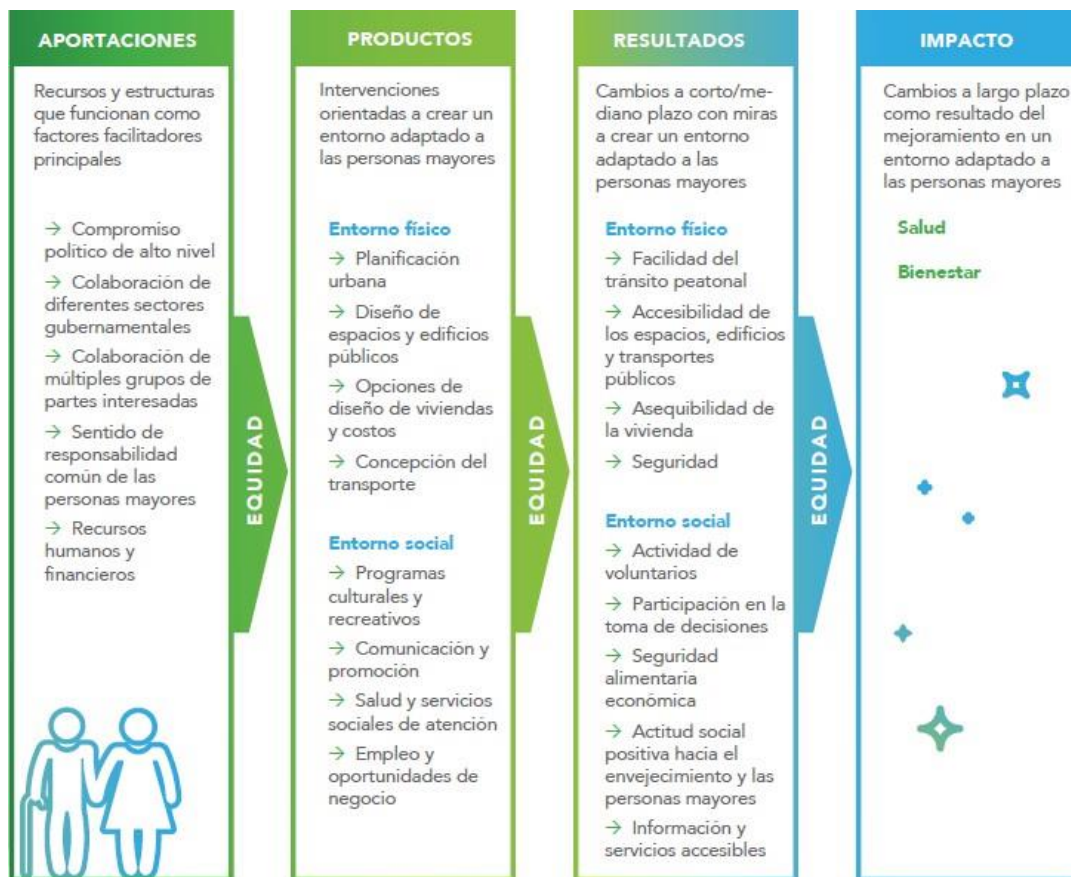 APORTACIONES
Recursos y estructuras
que funcionan como
factores facilitadores
principales
→ Compromiso
político de alto nivel
→ Colaboración de
diferentes sectores
gubernamentales
→ Colaboración de
múltiples grupos de
partes interesadas
→ Sentido de
responsabilidad
común de las
personas mayores
→ Recursos
humanos y
financieros
EQUIDAD
PRODUCTOS
Intervenciones
orientadas a crear un
entorno adaptado a
las personas mayores
Entorno físico
→ Planificación
urbana
→ Diseño de
espacios y edificios
públicos
→ Opciones de
diseño de viviendas
y costos
→ Concepción del
transporte
Entorno social
→ Programas
culturales y
recreativos
→ Comunicación y
promoción
→ Salud y servicios
sociales de atención
→ Empleo y
oportunidades de
negocio
EQUIDAD
RESULTADOS
Cambios a corto/me-
diano plazo con miras
a crear un entorno
adaptado a las
personas mayores
Entorno físico
→ Facilidad del
tránsito peatonal
→ Accesibilidad de
los espacios, edificios
y transportes
públicos
→ Asequibilidad de
la vivienda
→ Seguridad
Entorno social
→ Actividad de
voluntarios
→ Participación en la
toma de decisiones
→ Seguridad
alimentaria
económica
→ Actitud social
positiva hacia el
envejecimiento y las
personas mayores
→ Información y
servicios accesibles
EQUIDAD
IMPACTO
Cambios a largo plazo
como resultado del
mejoramiento en un
entorno adaptado a
las personas mayores
Salud
Bienestar